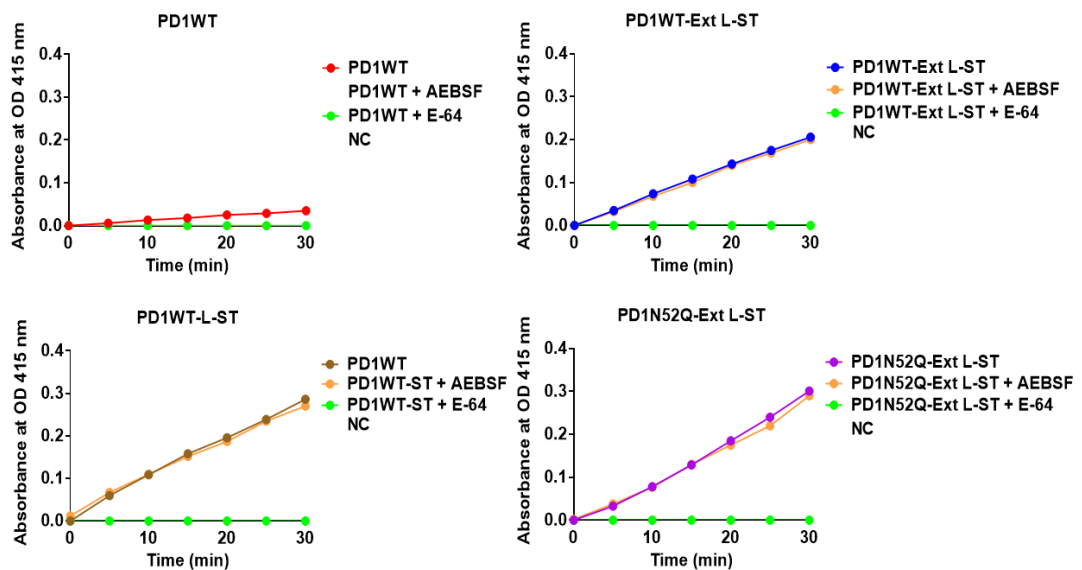 PD1WT
Absorbance at OD 415 nm
0.4
0.3
0.2
0.1
0.0
0
10
20
30
Time (min)
PD1WT
PD1WT + AEBSF
PD1WT + E-64
NC
PD1WT-Ext L-ST
Absorbance at OD 415 nm
0.4
0.3
0.2
0.1
0.0
0
10
20
30
Time (min)
PD1WT-Ext L-ST
PD1WT-Ext L-ST + AEBSF
PD1WT-Ext L-ST + E-64
NC
PD1WT-L-ST
Absorbance at OD 415 nm
0.4
0.3
0.2
0.1
0.0
0
10
20
30
Time (min)
PD1WT
PD1WT-ST + AEBSF
PD1WT-ST + E-64
NC
PD1N52Q-Ext L-ST
Absorbance at OD 415 nm
0.4
0.3
0.2
0.1
0.0
0
10
20
30
Time (min)
PD1N52Q-Ext L-ST
PD1N52Q-Ext L-ST + AEBSF
PD1N52Q-Ext L-ST + E-64
NC